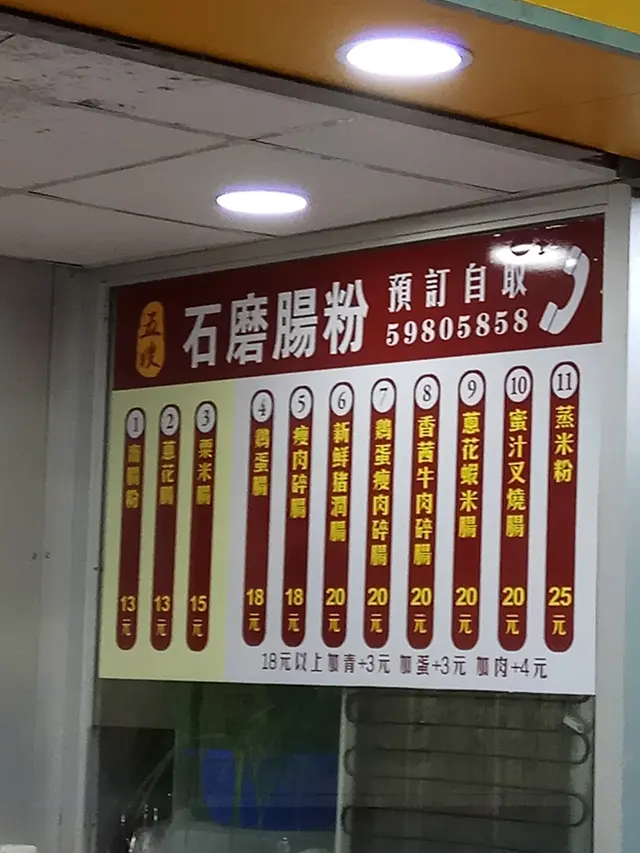 五嫂
石磨腸粉
預訂自取
59805858
1 齋腸粉 13元
2 蔥花腸 13元
3 粟米腸 15元
4 鷄蛋腸 18元
5 瘦肉碎腸 18元
6 新鮮猪潤腸 20元
7 鷄蛋瘦肉碎腸 20元
8 香茜牛肉碎腸 20元
9 蔥花蝦米腸 20元
10 蜜汁叉燒腸 20元
11 蒸米粉 25元
18元以上加青+3元 加蛋+3元 加肉+4元